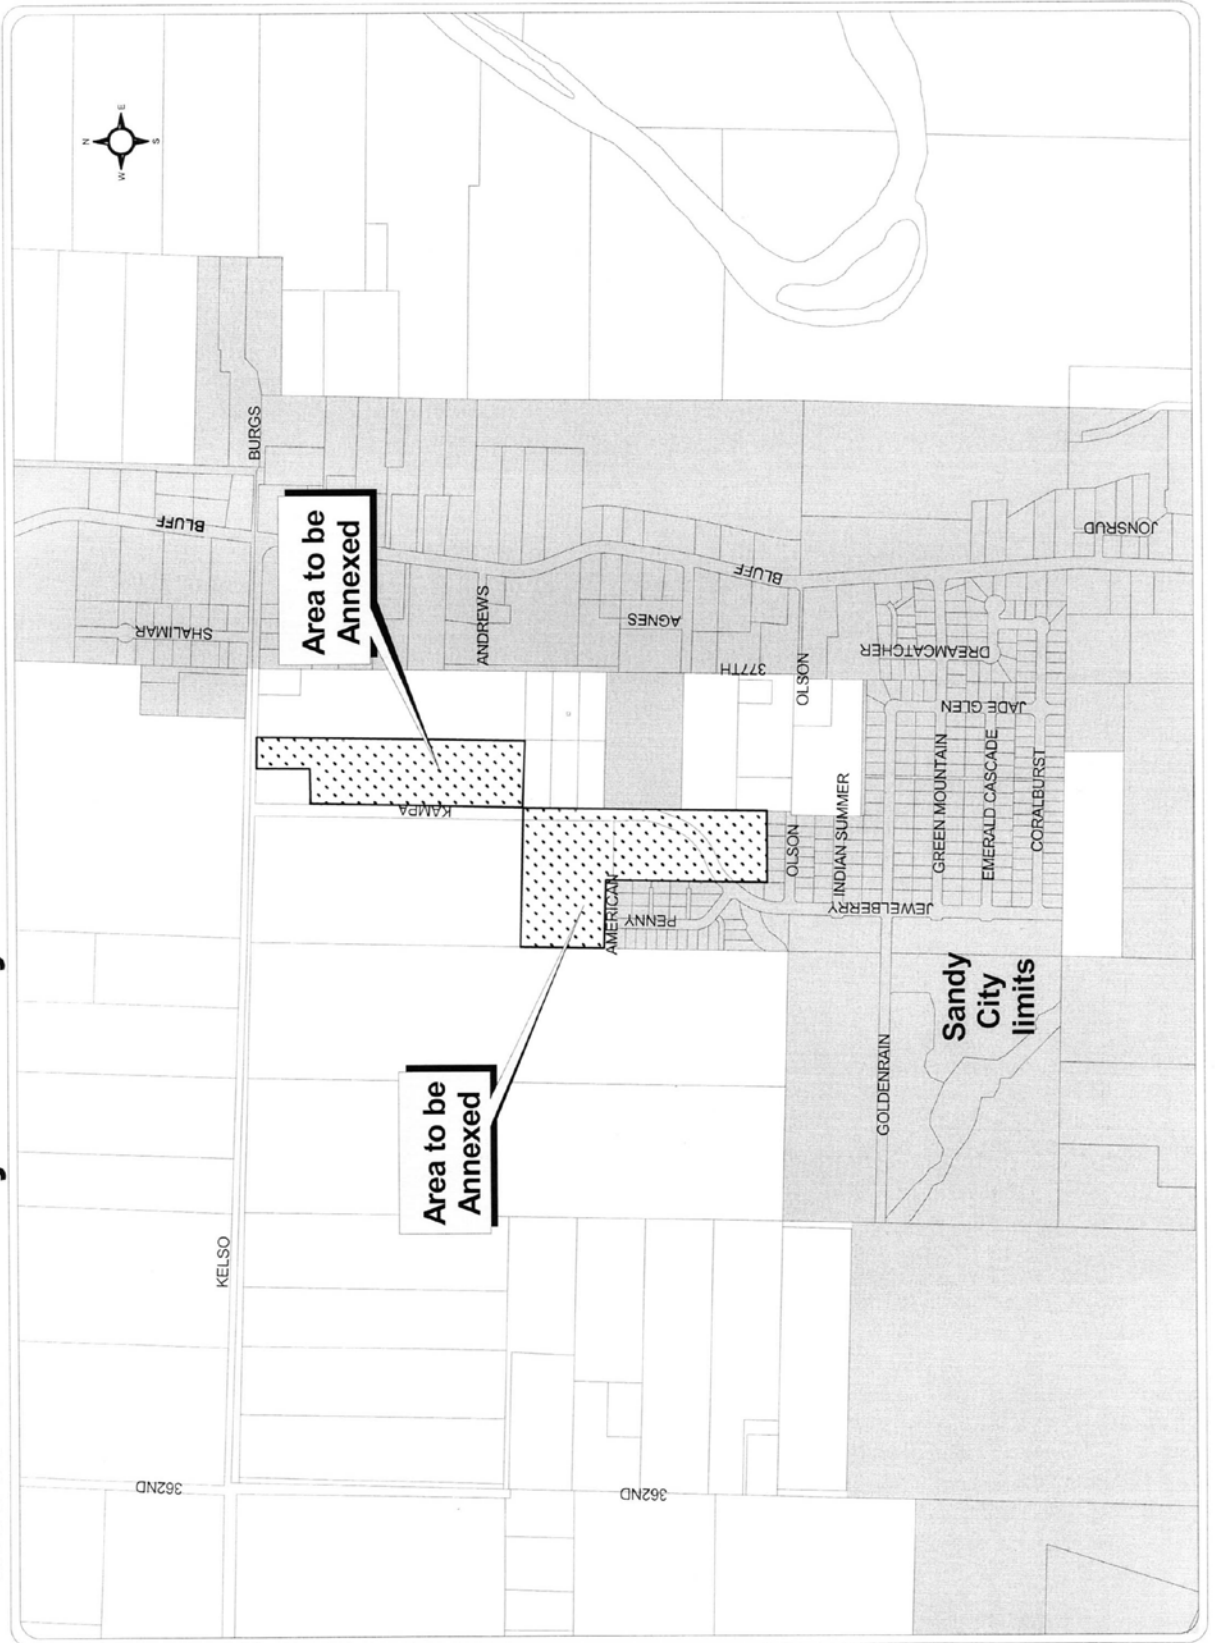 N
W
E
S
362ND
SHALIMAR
BLUFF
KELSO
BURGS
Area to be
Annexed
KAMPA
Area to be
Annexed
ANDREWS
AMERICAN
PENNY
AGNES
362ND
377TH
BLUFF
OLSON
OLSON
INDIAN SUMMER
JEWELBERRY
DREAMCATCHER
GOLDENRAIN
GREEN MOUNTAIN
JADE GLEN
Sandy
City
limits
EMERALD CASCADE
CORALBURST
JONSRUD